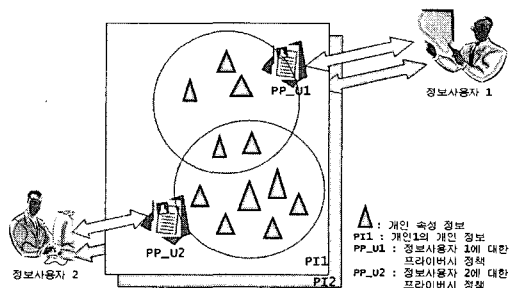 PP_U1
정보사용자 1
PP_U2
정보사용자 2
PI1
PI2
: 개인 속성 정보
PI1 : 개인1의 개인 정보
PP_U1 : 정보사용자 1에 대한
프라이버시 정책
PP_U2 : 정보사용자 2에 대한
프라이버시 정책